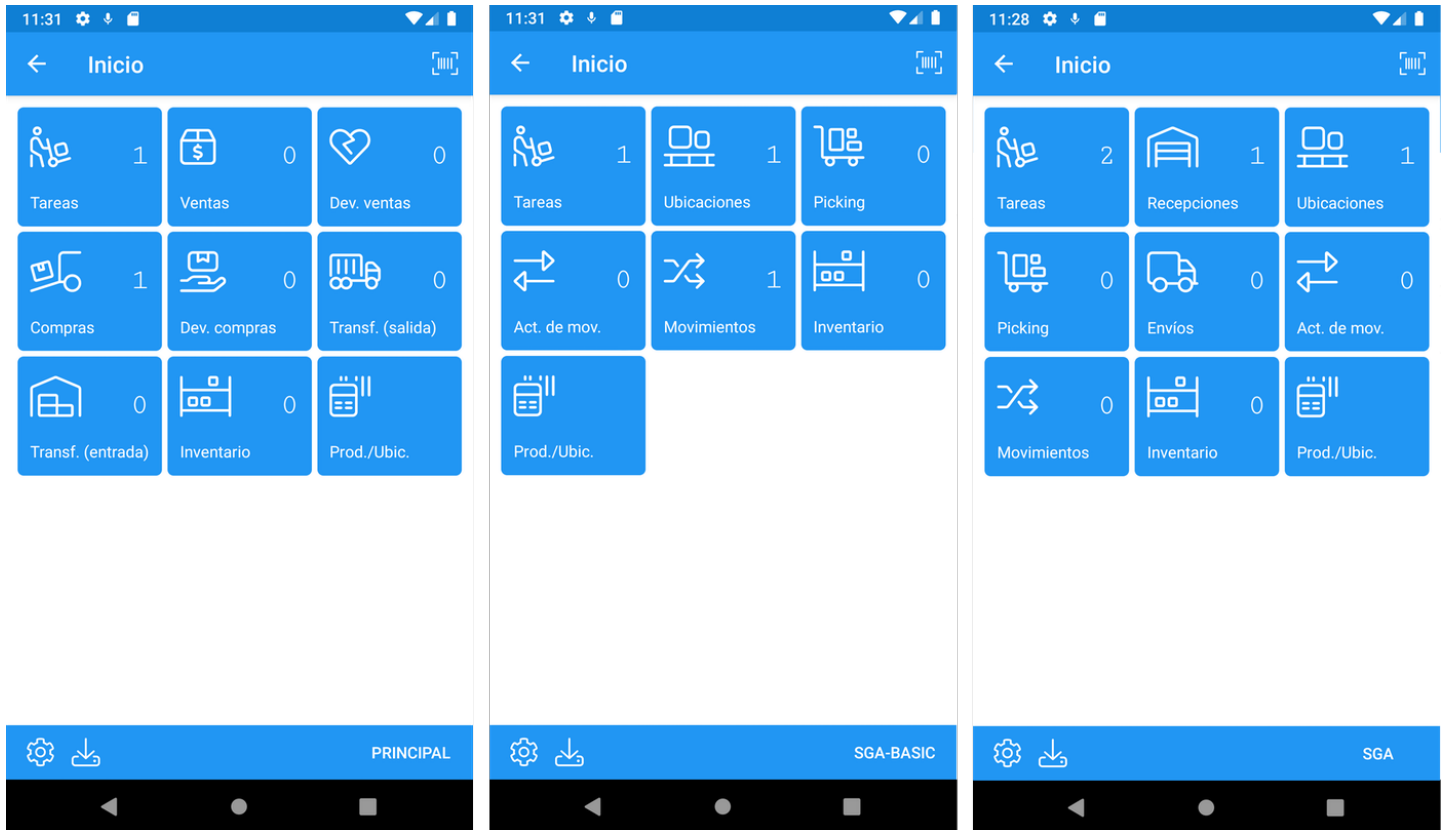 11:31
Inicio
1
Tareas
0
Ventas
0
Dev. ventas
1
Compras
0
Dev. compras
0
Transf. (salida)
0
Transf. (entrada)
0
Inventario
Prod./Ubic.
PRINCIPAL
11:31
Inicio
1
Tareas
1
Ubicaciones
0
Picking
0
Act. de mov.
1
Movimientos
0
Inventario
Prod./Ubic.
SGA-BASIC
11:28
Inicio
2
Tareas
1
Recepciones
1
Ubicaciones
0
Picking
0
Envíos
0
Act. de mov.
0
Movimientos
0
Inventario
Prod./Ubic.
SGA